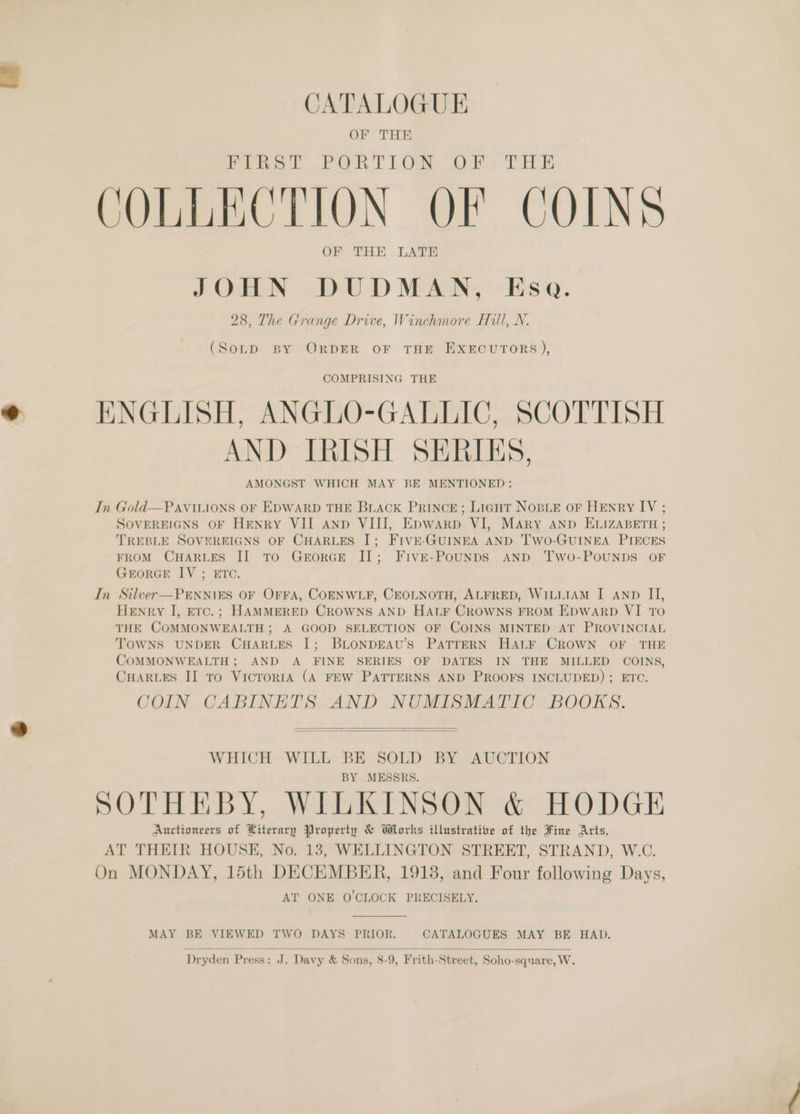 CATALOGUE
OF THE
FIRST PORTION OF THE
COLLECTION OF COINS
OF THE LATE
JOHN DUDMAN, Esq.
28, The Grange Drive, Winchmore Hill, N.
(Sold by Order of the Executors),
COMPRISING THE
ENGLISH, ANGLO-GALLIC, SCOTTISH
AND IRISH SERIES,
AMONGST WHICH MAY BE MENTIONED:
In Gold—Pavilions of Edward the Black Prince; Light Noble of Henry IV;
Sovereigns of Henry VII and VIII, Edward VI, Mary and Elizabeth;
Treble Sovereigns of Charles I; Five-Guinea and Two-Guinea Pieces
from Charles II to George II; Five-Pounds and Two-Pounds of
George IV; etc.
In Silver—Pennies of Offa, Coenwlf, Ceolnoth, Alfred, William I and II,
Henry I, etc.; Hammered Crowns and Half Crowns from Edward VI to
the Commonwealth; a good selection of Coins minted at Provincial
Towns under Charles I; Blondeau's Pattern Half Crown of the
Commonwealth; and a fine series of dates in the milled coins,
Charles II to Victoria (a few Patterns and Proofs included); etc.
COIN CABINETS AND NUMISMATIC BOOKS.
WHICH WILL BE SOLD BY AUCTION
BY MESSRS.
SOTHEBY, WILKINSON & HODGE
Auctioneers of Literary Property & Works illustrative of the Fine Arts,
AT THEIR HOUSE, No. 13, WELLINGTON STREET, STRAND, W.C.
On MONDAY, 15th DECEMBER, 1913, and Four following Days,
AT ONE O'CLOCK PRECISELY.
MAY BE VIEWED TWO DAYS PRIOR. CATALOGUES MAY BE HAD.
Dryden Press: J. Davy & Sons, 8-9, Frith-Street, Soho-square, W.